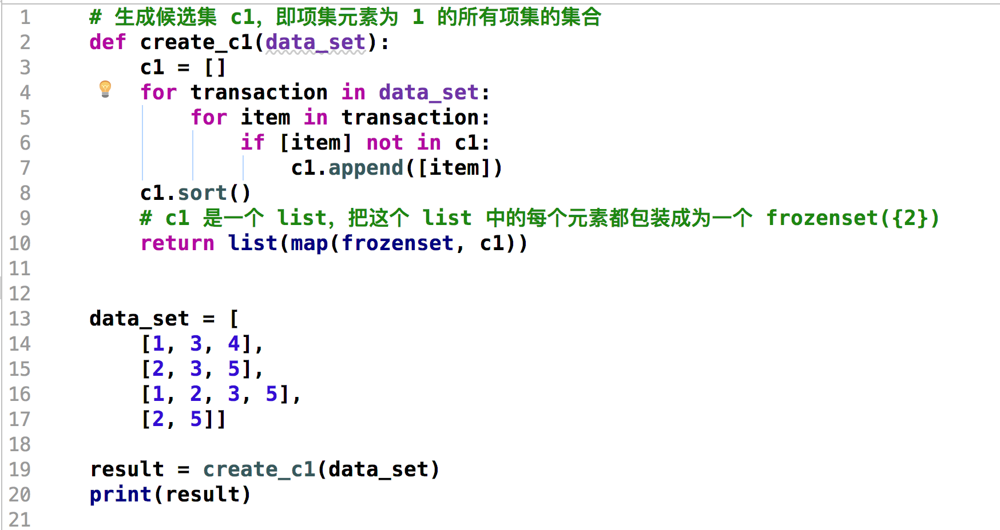 1 # 生成候选集 c1，即项集元素为 1 的所有项集的集合
2 def create_c1(data_set):
3     c1 = []
4     for transaction in data_set:
5         for item in transaction:
6             if [item] not in c1:
7                 c1.append([item])
8     c1.sort()
9     # c1 是一个 list，把这个 list 中的每个元素都包装成为一个 frozenset({2})
10     return list(map(frozenset, c1))
11
12
13 data_set = [
14     [1, 3, 4],
15     [2, 3, 5],
16     [1, 2, 3, 5],
17     [2, 5]]
18
19 result = create_c1(data_set)
20 print(result)
21